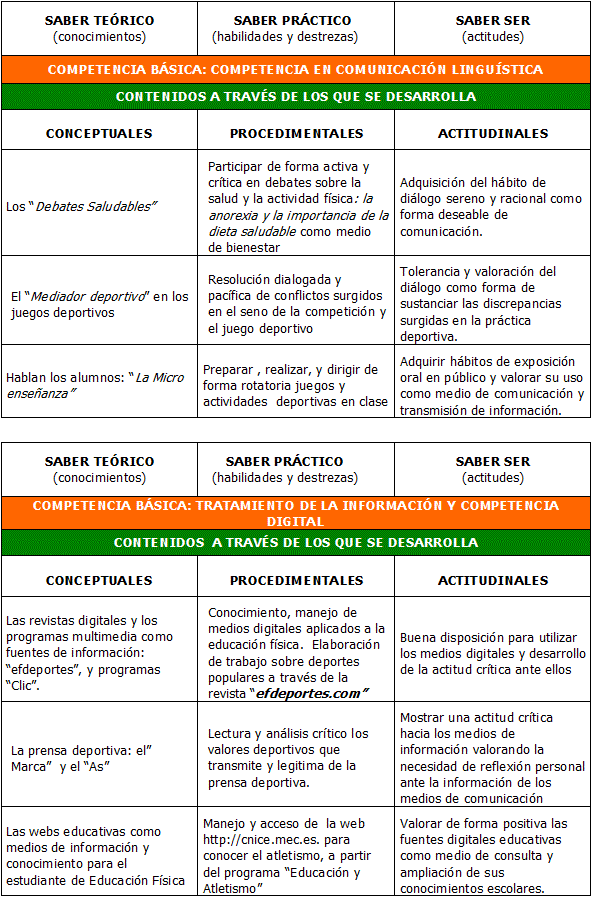 SABER TEÓRICO
(conocimientos)
SABER PRÁCTICO
(habilidades y destrezas)
SABER SER
(actitudes)
COMPETENCIA BÁSICA: COMPETENCIA EN COMUNICACIÓN LINGUÍSTICA
CONTENIDOS A TRAVÉS DE LOS QUE SE DESARROLLA
CONCEPTUALES
PROCEDIMENTALES
ACTITUDINALES
Los “Debates Saludables”
Participar de forma activa y
crítica en debates sobre la
salud y la actividad física: la
anorexia y la importancia de la
dieta saludable como medio
de bienestar
Adquisición del hábito de
diálogo sereno y racional como
forma deseable de
comunicación.
El “Mediador deportivo” en los
juegos deportivos
Resolución dialogada y
pacífica de conflictos surgidos
en el seno de la competición y
el juego deportivo
Tolerancia y valoración del
diálogo como forma de
sustanciar las discrepancias
surgidas en la práctica
deportiva.
Hablan los alumnos: “La Micro
enseñanza”
Preparar , realizar, y dirigir de
forma rotatoria juegos y
actividades deportivas en clase
Adquirir hábitos de exposición
oral en público y valorar su uso
como medio de comunicación y
transmisión de información.
SABER TEÓRICO
(conocimientos)
SABER PRÁCTICO
(habilidades y destrezas)
SABER SER
(actitudes)
COMPETENCIA BÁSICA: TRATAMIENTO DE LA INFORMACIÓN Y COMPETENCIA
DIGITAL
CONTENIDOS A TRAVÉS DE LOS QUE SE DESARROLLA
CONCEPTUALES
PROCEDIMENTALES
ACTITUDINALES
Las revistas digitales y los
programas multimedia como
fuentes de información:
“efdeportes”, y programas
“Clic”.
Conocimiento, manejo de
medios digitales aplicados a la
educación física. Elaboración
de trabajo sobre deportes
populares a través de la
revista “efdeportes.com”
Buena disposición para utilizar
los medios digitales y desarrollo
de la actitud crítica ante ellos
La prensa deportiva: el”
Marca” y el “As”
Lectura y análisis crítico los
valores deportivos que
transmite y legitima de la
prensa deportiva.
Mostrar una actitud crítica
hacia los medios de
información valorando la
necesidad de reflexión personal
ante la información de los
medios de comunicación
Las webs educativas como
medios de información y
conocimiento para el
estudiante de Educación Física
Manejo y acceso de la web
http://cnice.mec.es. para
conocer el atletismo, a partir
del programa “Educación y
Atletismo”
Valorar de forma positiva las
fuentes digitales educativas
como medio de consulta y
ampliación de sus
conocimientos escolares.